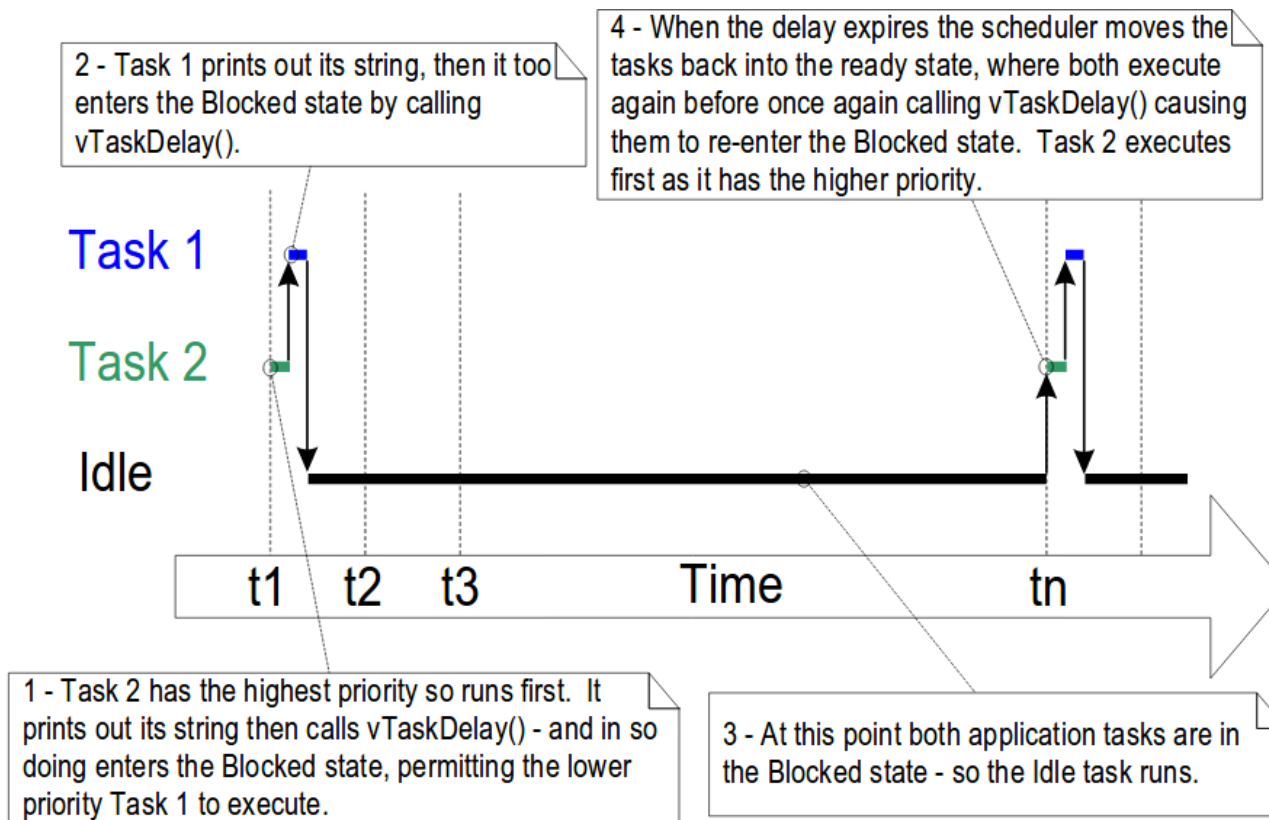 2 - Task 1 prints out its string, then it too
enters the Blocked state by calling
vTaskDelay().
4 - When the delay expires the scheduler moves the
tasks back into the ready state, where both execute
again before once again calling vTaskDelay() causing
them to re-enter the Blocked state.  Task 2 executes
first as it has the higher priority.
Task 1
Task 2
Idle
t1 t2 t3 Time tn
1 - Task 2 has the highest priority so runs first.  It
prints out its string then calls vTaskDelay() - and in so
doing enters the Blocked state, permitting the lower
priority Task 1 to execute.
3 - At this point both application tasks are in
the Blocked state - so the Idle task runs.